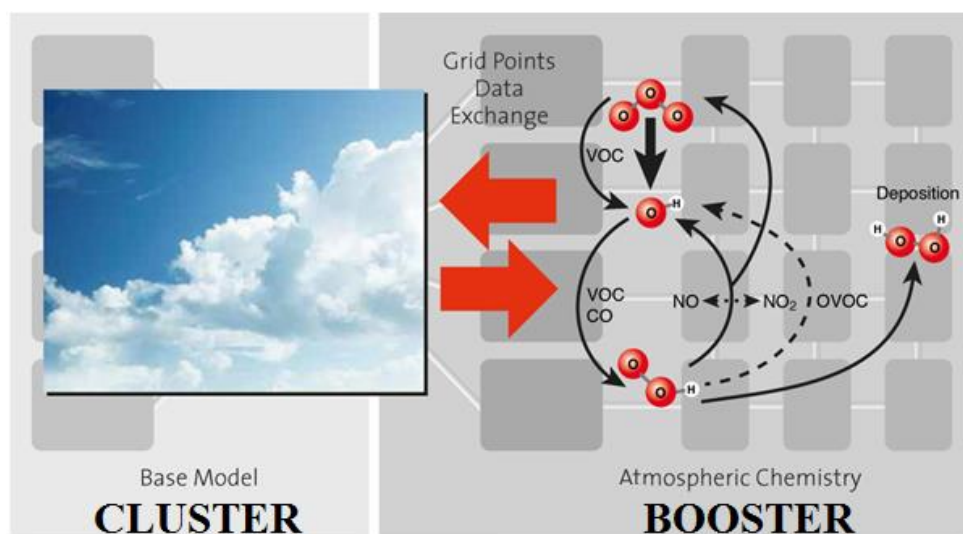 Grid Points
Data
Exchange
O
O
O
VOC
O
H
Deposition
H
H
O
O
VOC
CO
NO
NO₂
OVOC
O
O
H
Base Model
Atmospheric Chemistry
CLUSTER
BOOSTER